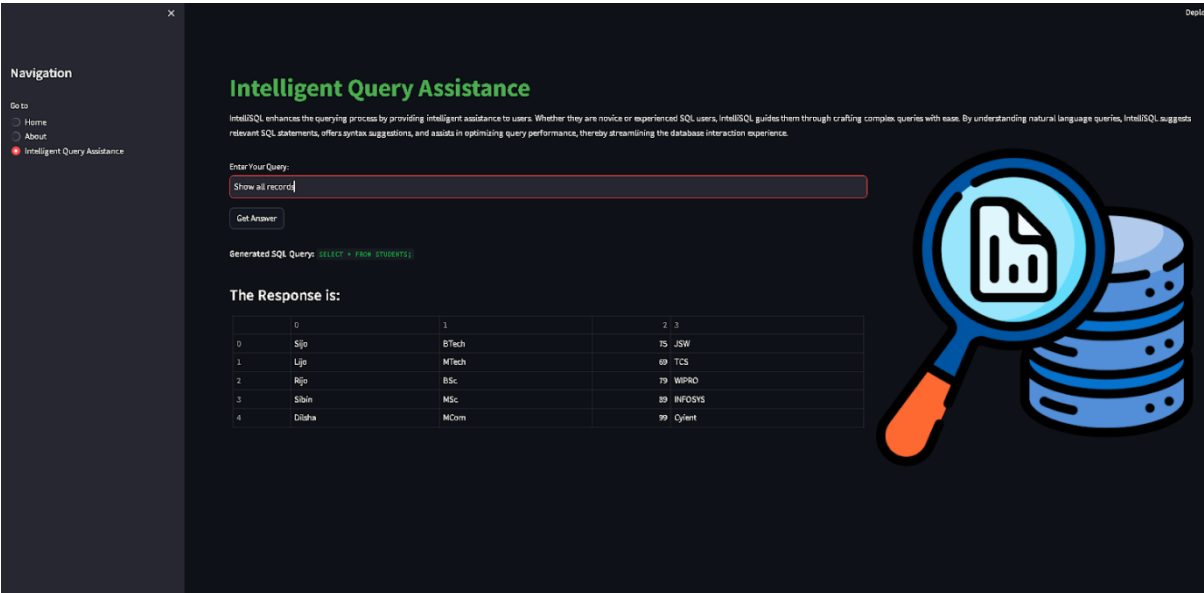 ×
Deplo
Navigation
Go to
Home
About
Intelligent Query Assistance
Intelligent Query Assistance
IntelliSQL enhances the querying process by providing intelligent assistance to users. Whether they are novice or experienced SQL users, IntelliSQL guides them through crafting complex queries with ease. By understanding natural language queries, IntelliSQL suggests
relevant SQL statements, offers syntax suggestions, and assists in optimizing query performance, thereby streamlining the database interaction experience.
Enter Your Query:
Show all records
Get Answer
Generated SQL Query: SELECT * FROM STUDENTS;
The Response is:
0 1 2 3
0 Sijo BTech 75 JSW
1 Lijo MTech 69 TCS
2 Rijo BSc 79 WIPRO
3 Sibin MSc 89 INFOSYS
4 Dilsha MCom 99 Cyient